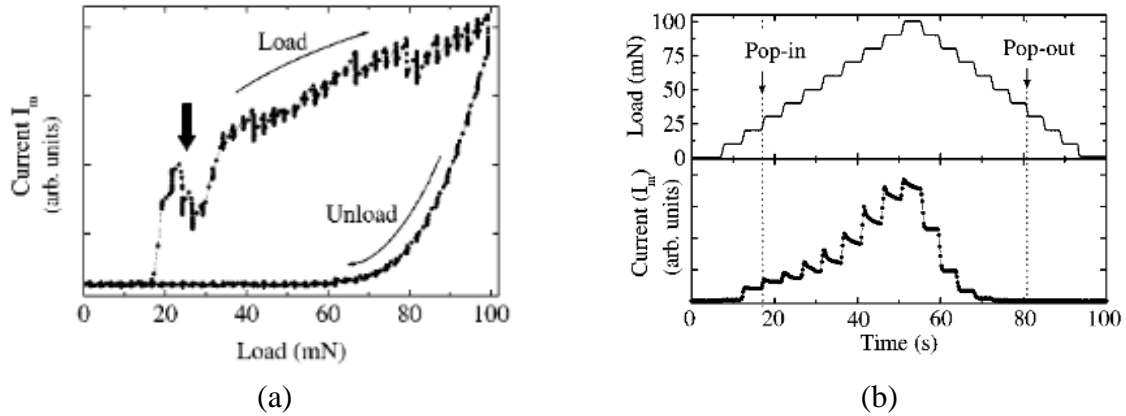 Load
Unload
Current I_m
(arb. units)
0 20 40 60 80 100
Load (mN)
(a)
100
75
50
25
0
Load (mN)
Pop-in
Pop-out
Current (I_m)
(arb. units)
0 20 40 60 80 100
Time (s)
(b)